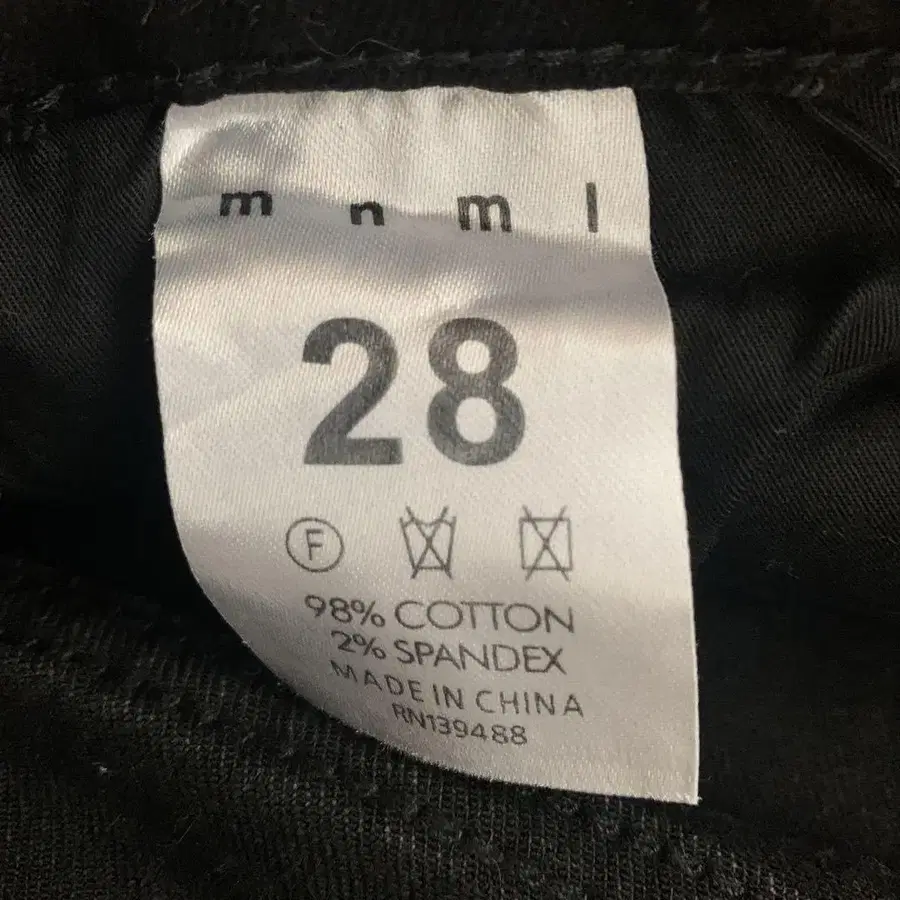 m n m l
28
F
98% COTTON
2% SPANDEX
MADE IN CHINA
RN139488